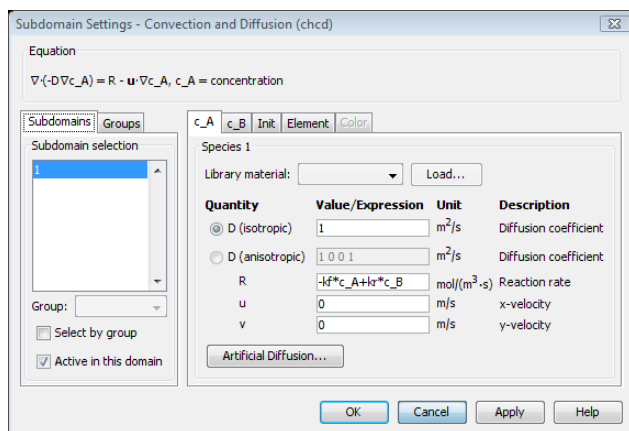 Subdomain Settings - Convection and Diffusion (chcd)
Equation
∇·(-D∇c_A) = R - u·∇c_A, c_A = concentration
Subdomains Groups
Subdomain selection
1
Group:
Select by group
Active in this domain
c_A c_B Init Element Color
Species 1
Library material: Load...
Quantity Value/Expression Unit Description
D (isotropic) 1 m²/s Diffusion coefficient
D (anisotropic) 1 0 0 1 m²/s Diffusion coefficient
R -kf*c_A+kr*c_B mol/(m³·s) Reaction rate
u 0 m/s x-velocity
v 0 m/s y-velocity
Artificial Diffusion...
OK Cancel Apply Help